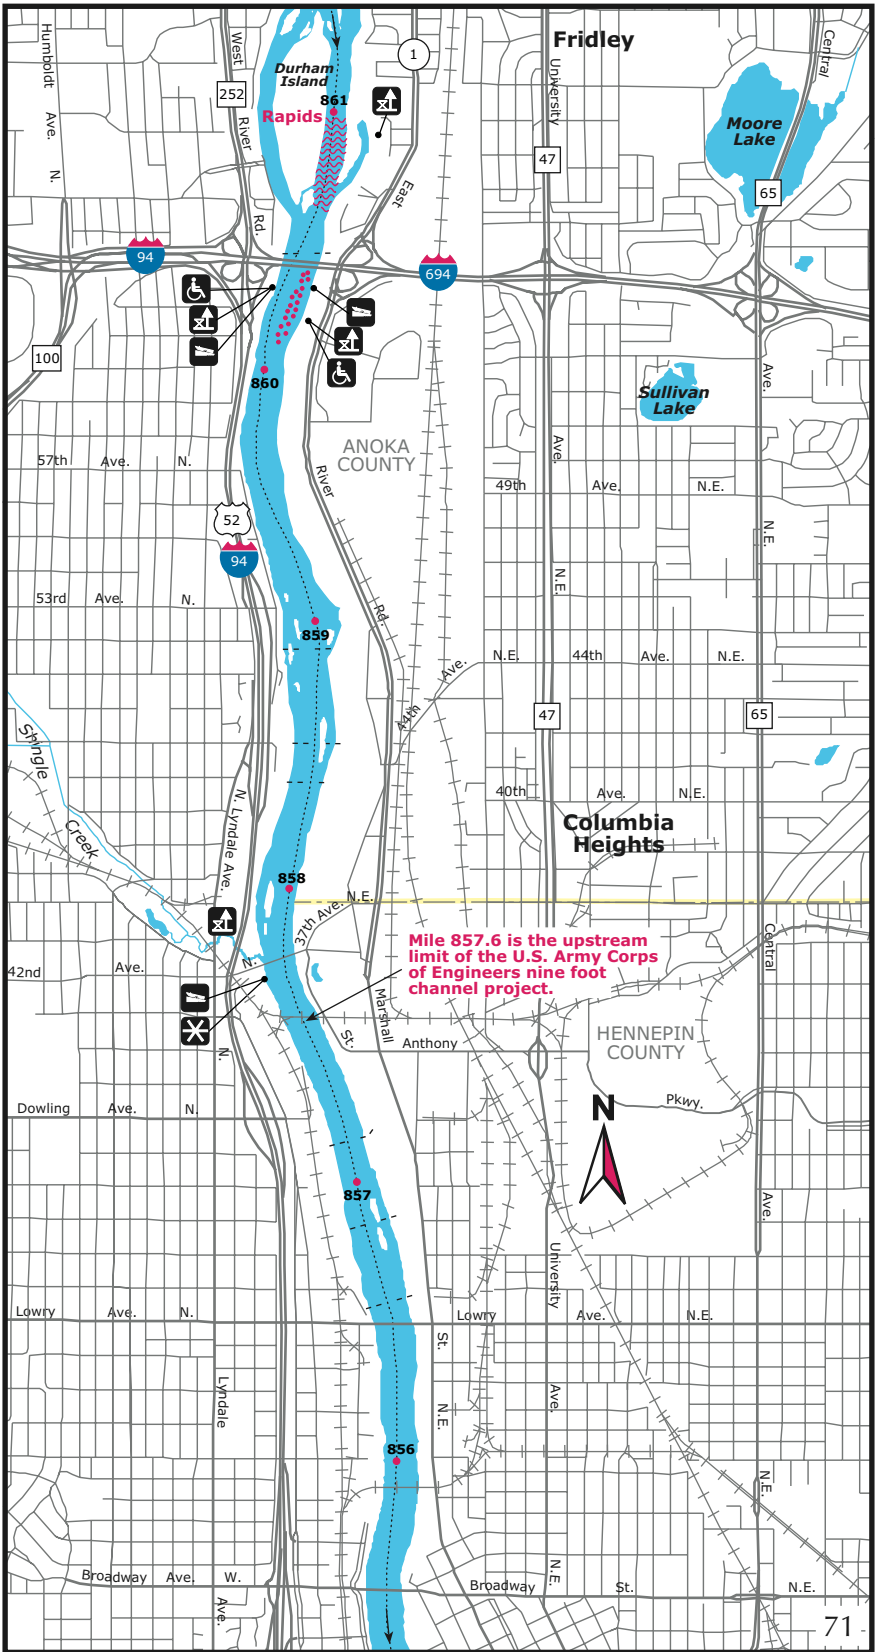 Fridley
Humboldt
Ave.
N.
West
River
Rd.
252
Durham
Island
861
Rapids
1
East
University
47
Central
Moore
Lake
65
94
694
100
860
Sullivan
Lake
ANOKA
COUNTY
River
Rd.
57th Ave. N.
49th Ave. N.E.
Ave.
N.E.
Ave.
N.E.
52
94
53rd Ave. N.
859
44th Ave. N.E. 44th Ave. N.E.
47
65
Shingle
Creek
N. Lyndale Ave.
N.
40th Ave. N.E.
Columbia
Heights
858
37th Ave. N.E.
N.
42nd Ave.
Mile 857.6 is the upstream
limit of the U.S. Army Corps
of Engineers nine foot
channel project.
Central
Ave.
N.E.
Marshall
St.
N.E.
St. Anthony Pkwy.
HENNEPIN
COUNTY
N
Dowling Ave. N.
857
University
Ave.
N.E.
Lowry Ave. N.
Lowry Ave. N.E.
Lyndale
Ave.
856
Broadway Ave. W.
Broadway St. N.E.
71